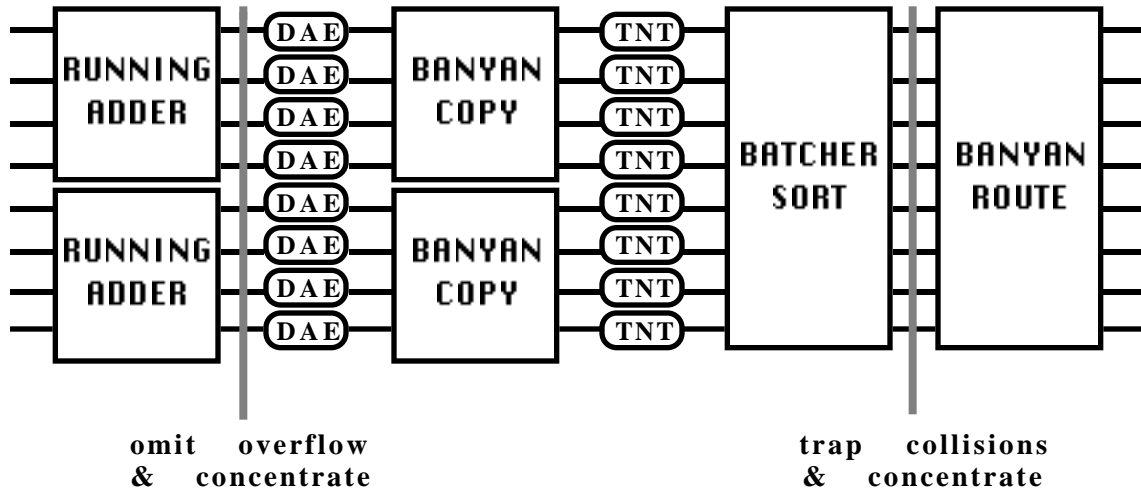 RUNNING
ADDER
RUNNING
ADDER
DAE
DAE
DAE
DAE
DAE
DAE
DAE
DAE
BANYAN
COPY
BANYAN
COPY
TNT
TNT
TNT
TNT
TNT
TNT
TNT
TNT
BATCHER
SORT
BANYAN
ROUTE
omit overflow
& concentrate
trap collisions
& concentrate